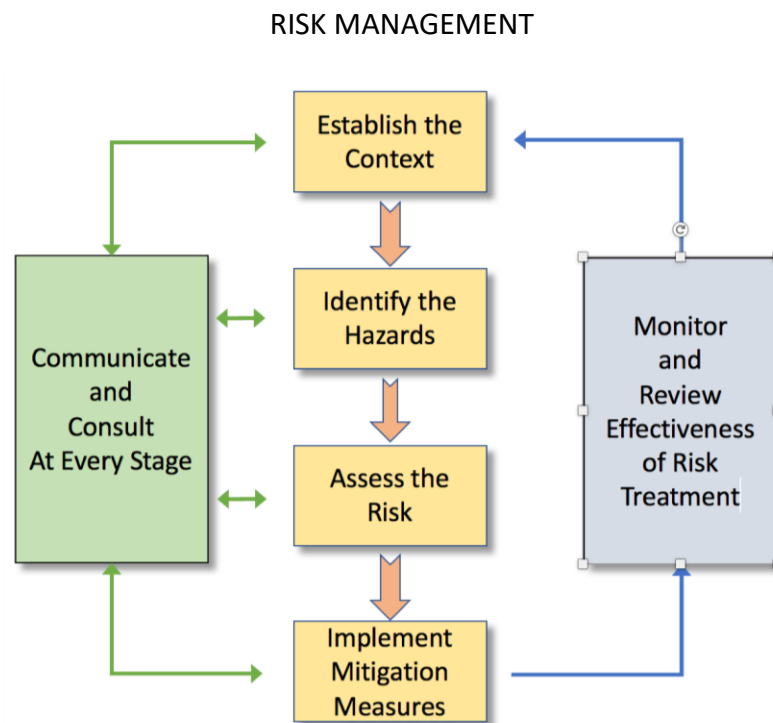 RISK MANAGEMENT
Establish the
Context
Identify the
Hazards
Assess the
Risk
Implement
Mitigation
Measures
Communicate
and
Consult
At Every Stage
Monitor
and
Review
Effectiveness
of Risk
Treatment